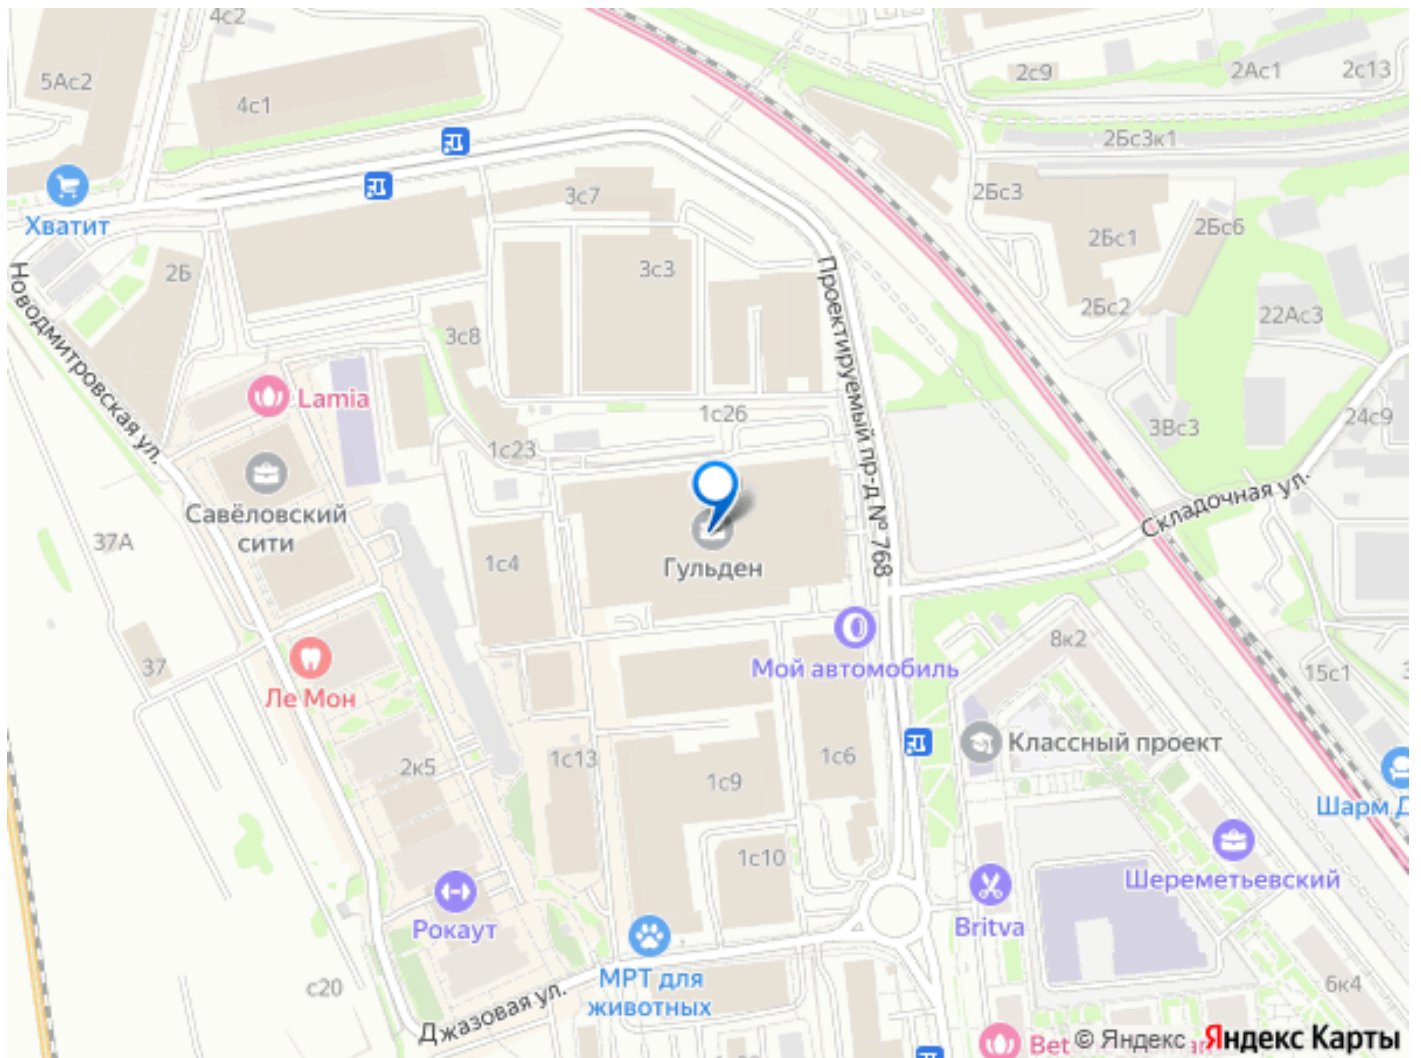 4с2
5Ас2
4с1
2с9
2Ас1
2с13
2Бс3к1
Хватит
3с7
2Бс3
2Бс1
2Бс6
2Б
3с3
2Бс2
22Ас3
Новодмитровская ул.
Проектируемый пр-д № 768
3с8
Lamia
1с26
3Вс3
24с9
1с23
Савёловский
сити
Складочная ул.
37А
1с4
Гульден
37
Ле Мон
Мой автомобиль
8к2
15с1
2к5
1с13
1с9
1с6
Классный проект
Шарм Д
1с10
Шереметьевский
Рокаут
Britva
МРТ для
животных
с20
6к4
Джазовая ул.
Bet
© Яндекс Яндекс Карты